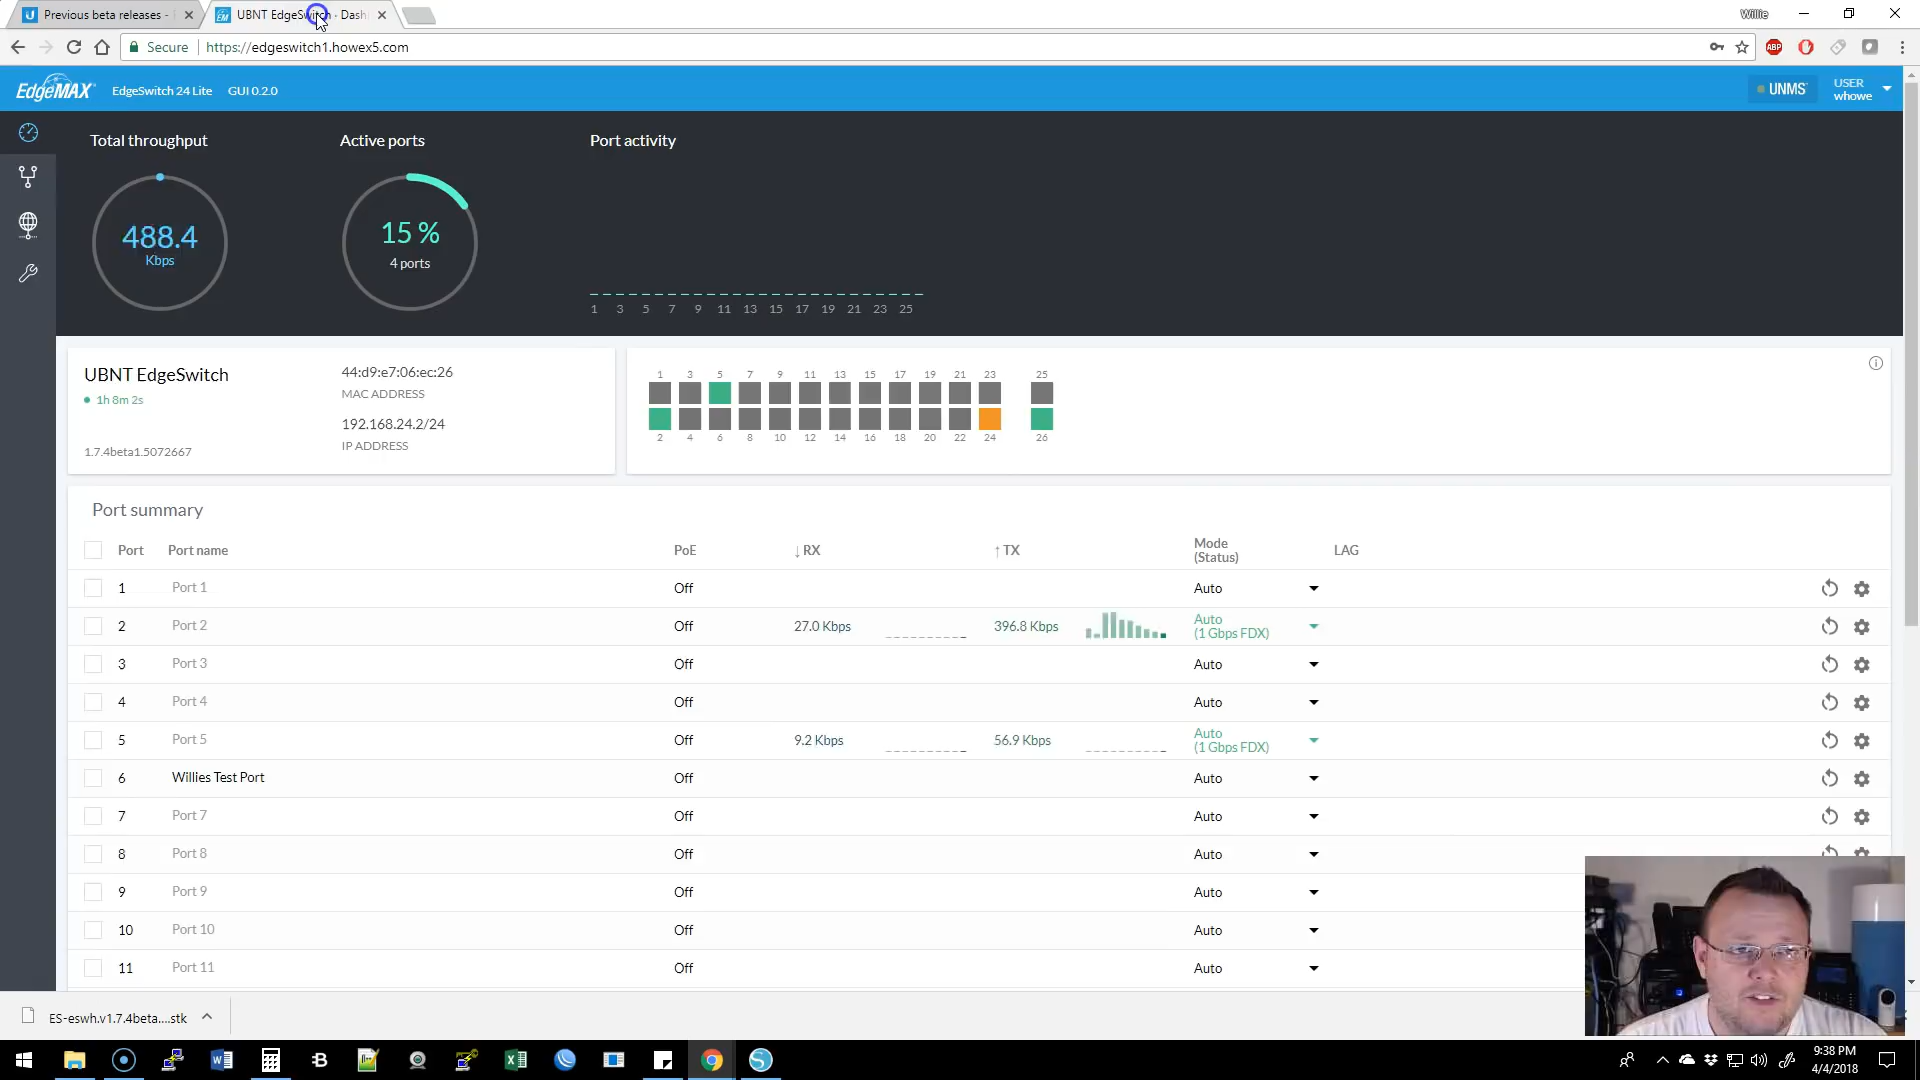 Previous beta releases -
UBNT EdgeSwitch - Dash
Willie
Secure
https://edgeswitch1.howex5.com
ABP
EdgeMAX
EdgeSwitch 24 Lite
GUI 0.2.0
UNMS
USER
whowe
Total throughput
Active ports
Port activity
488.4
Kbps
15 %
4 ports
1 3 5 7 9 11 13 15 17 19 21 23 25
UBNT EdgeSwitch
1h 8m 2s
1.7.4beta1.5072667
44:d9:e7:06:ec:26
MAC ADDRESS
192.168.24.2/24
IP ADDRESS
1 3 5 7 9 11 13 15 17 19 21 23 25
2 4 6 8 10 12 14 16 18 20 22 24 26
Port summary
Port Port name PoE ↓RX ↑TX Mode (Status) LAG
1 Port 1 Off Auto
2 Port 2 Off 27.0 Kbps 396.8 Kbps Auto (1 Gbps FDX)
3 Port 3 Off Auto
4 Port 4 Off Auto
5 Port 5 Off 9.2 Kbps 56.9 Kbps Auto (1 Gbps FDX)
6 Willies Test Port Off Auto
7 Port 7 Off Auto
8 Port 8 Off Auto
9 Port 9 Off Auto
10 Port 10 Off Auto
11 Port 11 Off Auto
ES-eswh.v1.7.4beta....stk
9:38 PM
4/4/2018